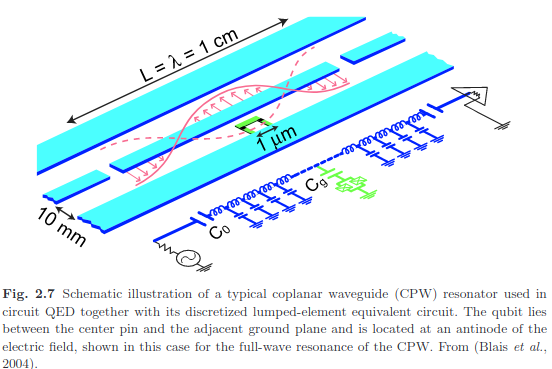 L = λ = 1 cm
1 μm
10 mm
C₀
Cg
Fig. 2.7 Schematic illustration of a typical coplanar waveguide (CPW) resonator used in
circuit QED together with its discretized lumped-element equivalent circuit. The qubit lies
between the center pin and the adjacent ground plane and is located at an antinode of the
electric field, shown in this case for the full-wave resonance of the CPW. From (Blais et al.,
2004).